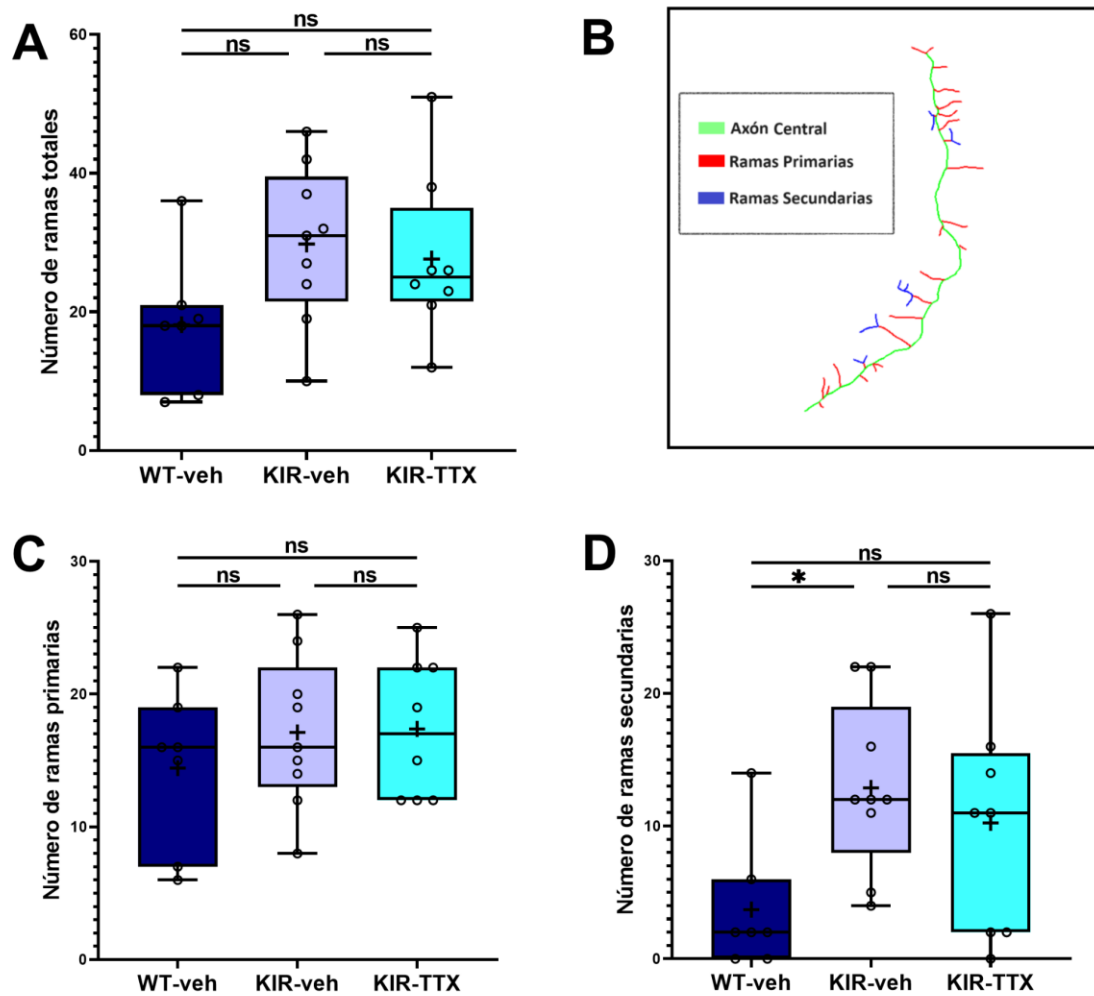 A
Número de ramas totales
60
40
20
0
ns
ns
ns
WT-veh
KIR-veh
KIR-TTX
B
Axón Central
Ramas Primarias
Ramas Secundarias
C
Número de ramas primarias
30
20
10
0
ns
ns
ns
WT-veh
KIR-veh
KIR-TTX
D
Número de ramas secundarias
30
20
10
0
ns
*
ns
WT-veh
KIR-veh
KIR-TTX